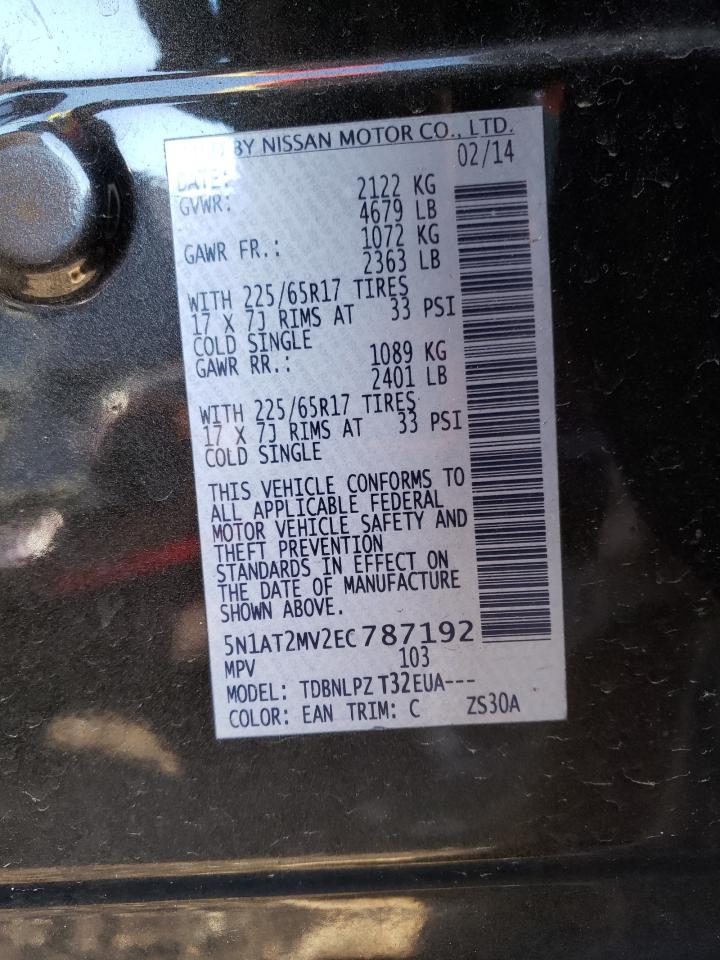 BY NISSAN MOTOR CO., LTD.
DATE: 02/14
GVWR: 2122 KG
4679 LB
GAWR FR.: 1072 KG
2363 LB
WITH 225/65R17 TIRES
17 X 7J RIMS AT 33 PSI
COLD SINGLE
GAWR RR.: 1089 KG
2401 LB
WITH 225/65R17 TIRES
17 X 7J RIMS AT 33 PSI
COLD SINGLE
THIS VEHICLE CONFORMS TO
ALL APPLICABLE FEDERAL
MOTOR VEHICLE SAFETY AND
THEFT PREVENTION
STANDARDS IN EFFECT ON
THE DATE OF MANUFACTURE
SHOWN ABOVE.
5N1AT2MV2EC787192
MPV 103
MODEL: TDBNLPZ T32EUA---
COLOR: EAN TRIM: C ZS30A